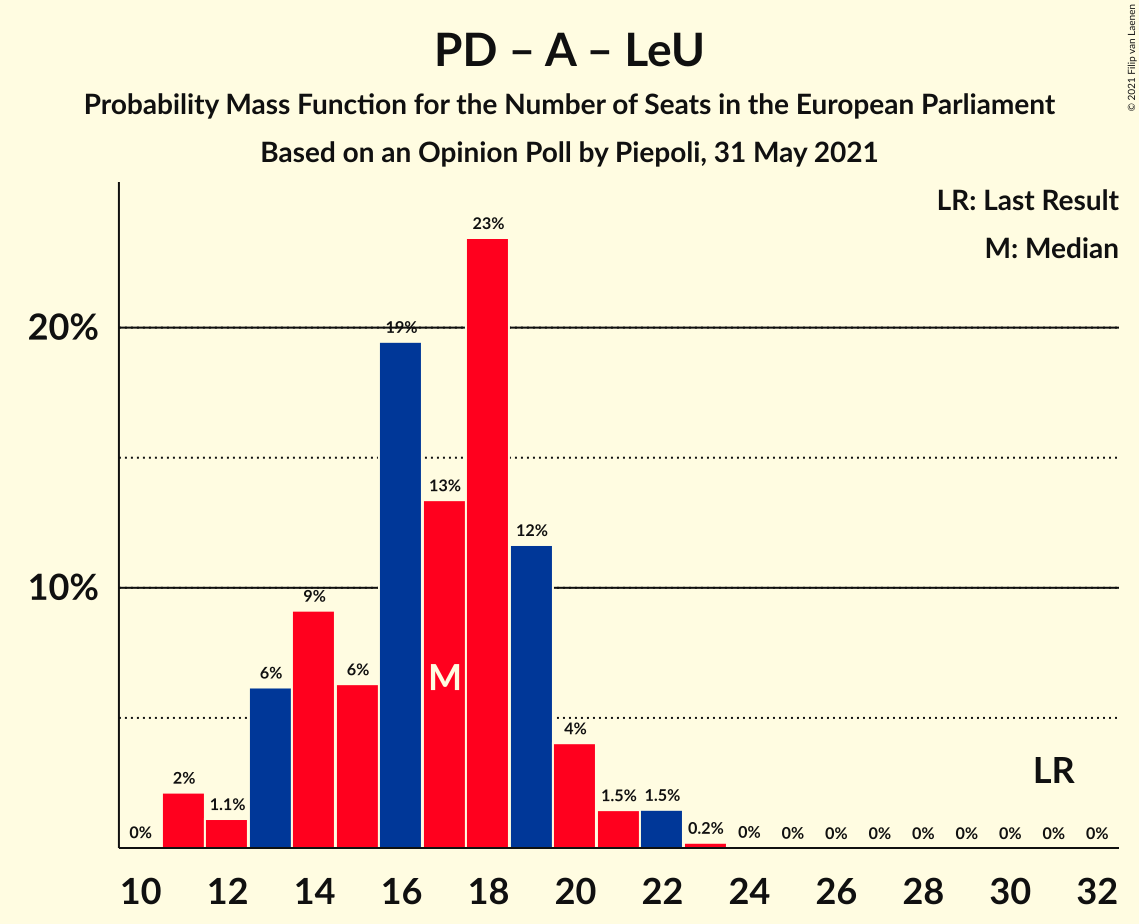 PD – A – LeU
Probability Mass Function for the Number of Seats in the European Parliament
Based on an Opinion Poll by Piepoli, 31 May 2021
© 2021 Filip van Laenen
LR: Last Result
M: Median
20%
10%
0% 2% 1.1% 6% 9% 6% 19% 13% 23% 12% 4% 1.5% 1.5% 0.2% 0% 0% 0% 0% 0% 0% 0% 0% 0%
M
LR
10 12 14 16 18 20 22 24 26 28 30 32